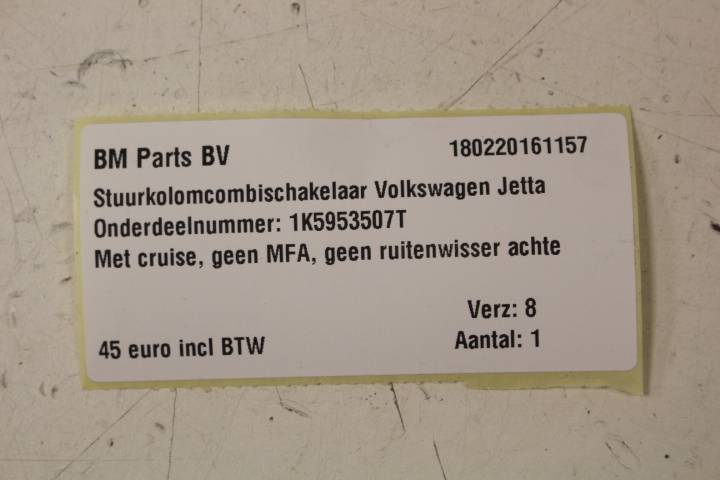 BM Parts BV 180220161157
Stuurkolomcombischakelaar Volkswagen Jetta
Onderdeelnummer: 1K5953507T
Met cruise, geen MFA, geen ruitenwisser achte
Verz: 8
45 euro incl BTW Aantal: 1